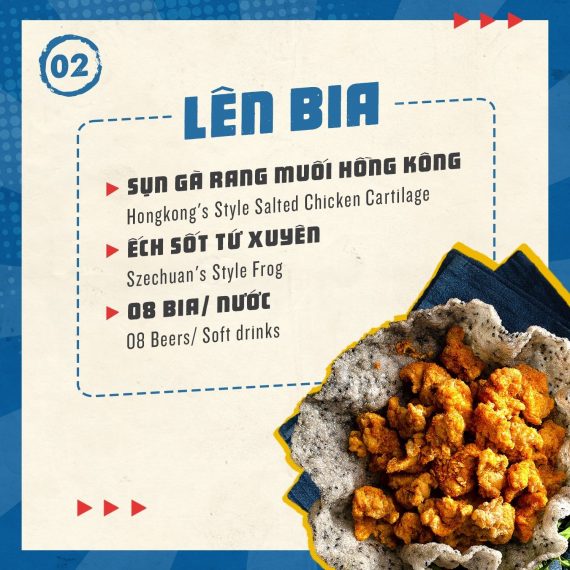 02
LÊN BIA
SỤN GÀ RANG MUỐI HỒNG KÔNG
Hongkong's Style Salted Chicken Cartilage
ẾCH SỐT TỨ XUYÊN
Szechuan's Style Frog
08 BIA/ NƯỚC
08 Beers/ Soft drinks